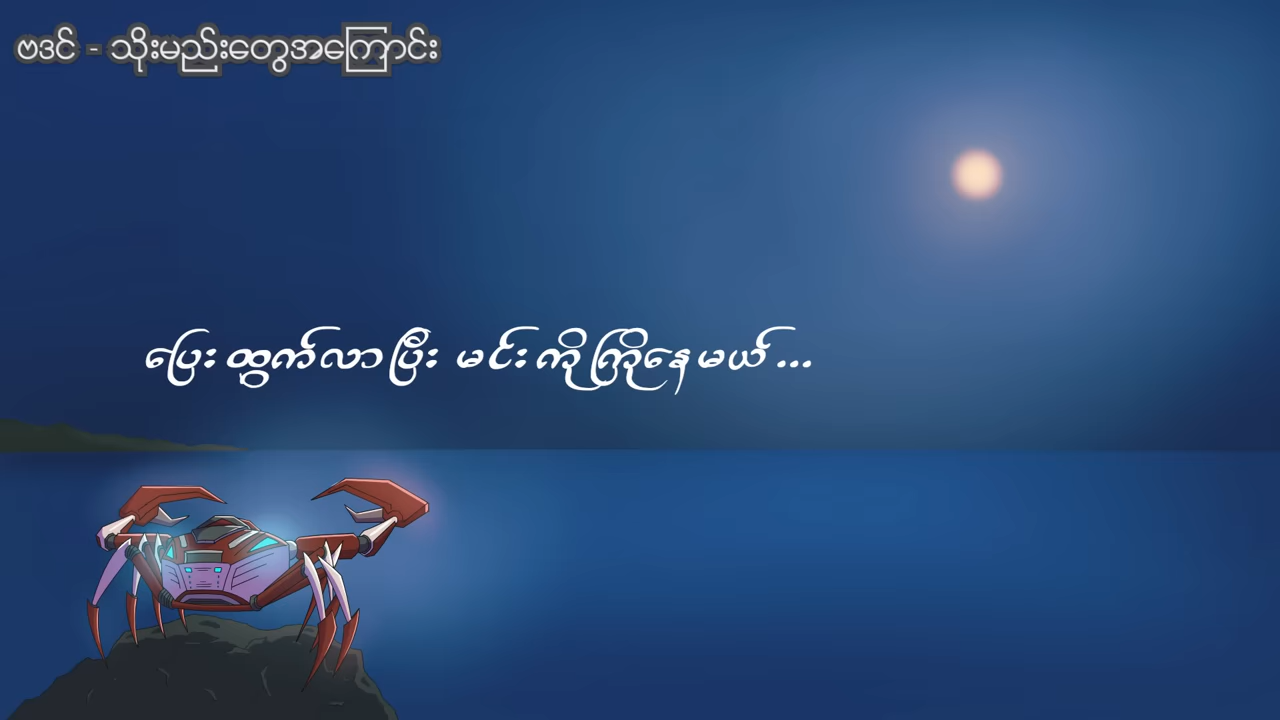 ဗဒင် - သိုးမည်းတွေအကြောင်း
ပြေးထွက်လာပြီး မင်းကိုကြိုနေမယ်...